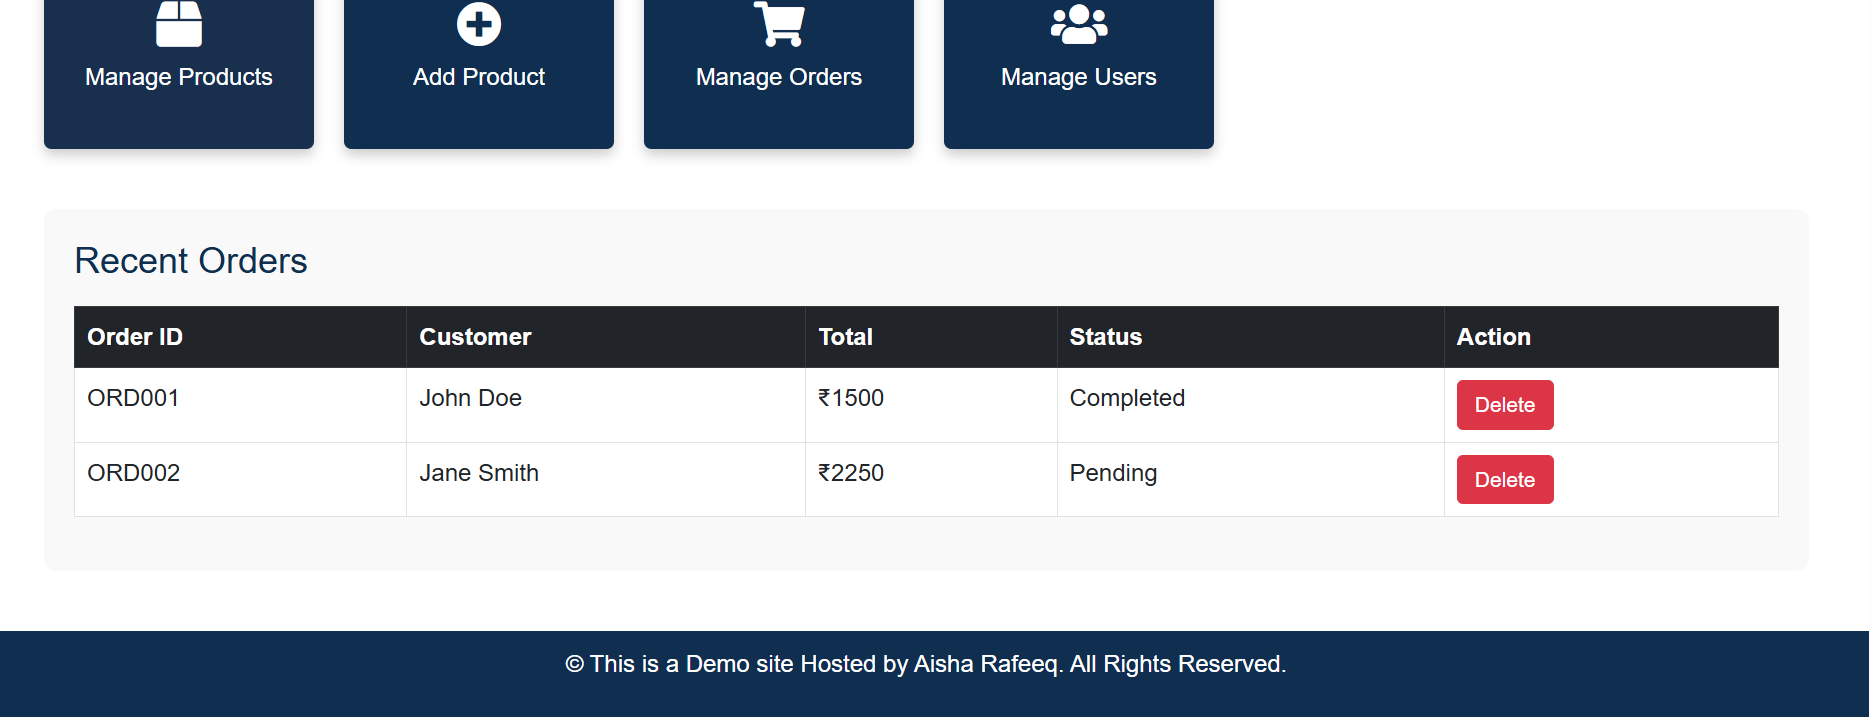 Manage Products
Add Product
Manage Orders
Manage Users
Recent Orders
Order ID Customer Total Status Action
ORD001 John Doe ₹1500 Completed Delete
ORD002 Jane Smith ₹2250 Pending Delete
© This is a Demo site Hosted by Aisha Rafeeq. All Rights Reserved.